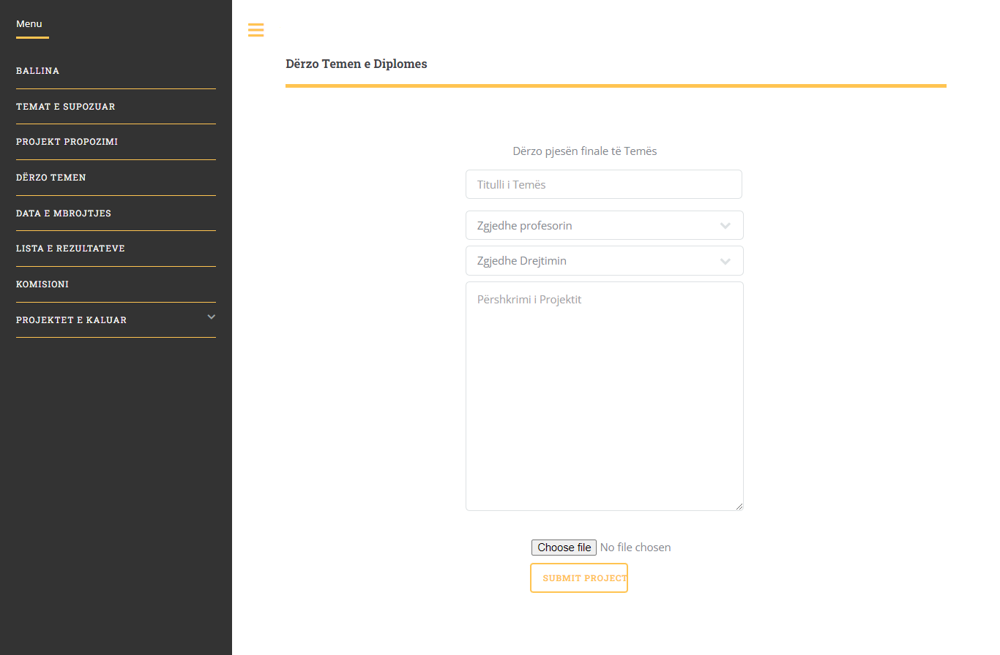 Menu
BALLINA
TEMAT E SUPOZUAR
PROJEKT PROPOZIMI
DËRZO TEMEN
DATA E MBROJTJES
LISTA E REZULTATEVE
KOMISIONI
PROJEKTET E KALUAR
Dërzo Temen e Diplomes
Dërzo pjesën finale të Temës
Titulli i Temës
Zgjedhe profesorin
Zgjedhe Drejtimin
Përshkrimi i Projektit
Choose file No file chosen
SUBMIT PROJECT